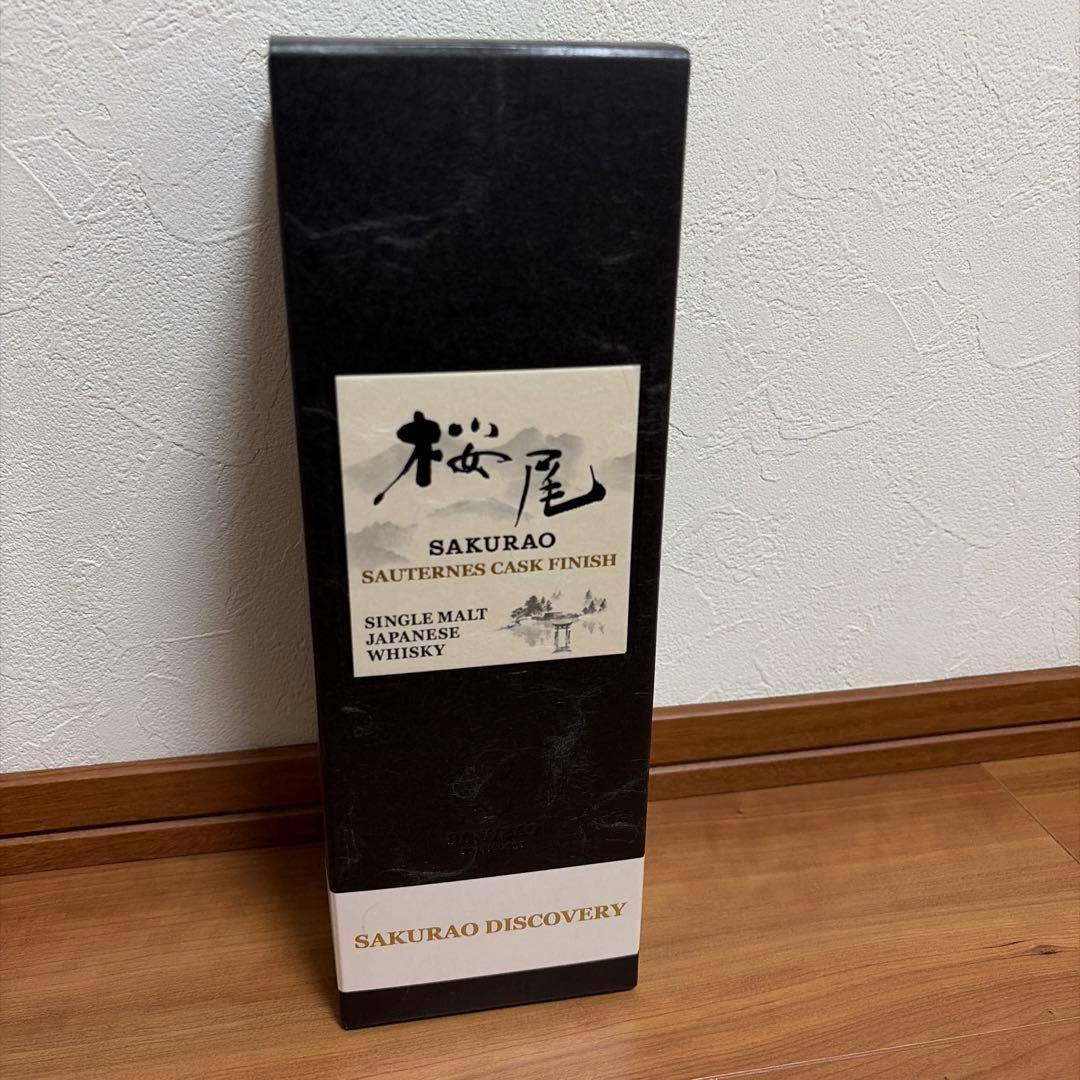 桜尾
SAKURAO
SAUTERNES CASK FINISH
SINGLE MALT
JAPANESE
WHISKY
SAKURAO DISCOVERY